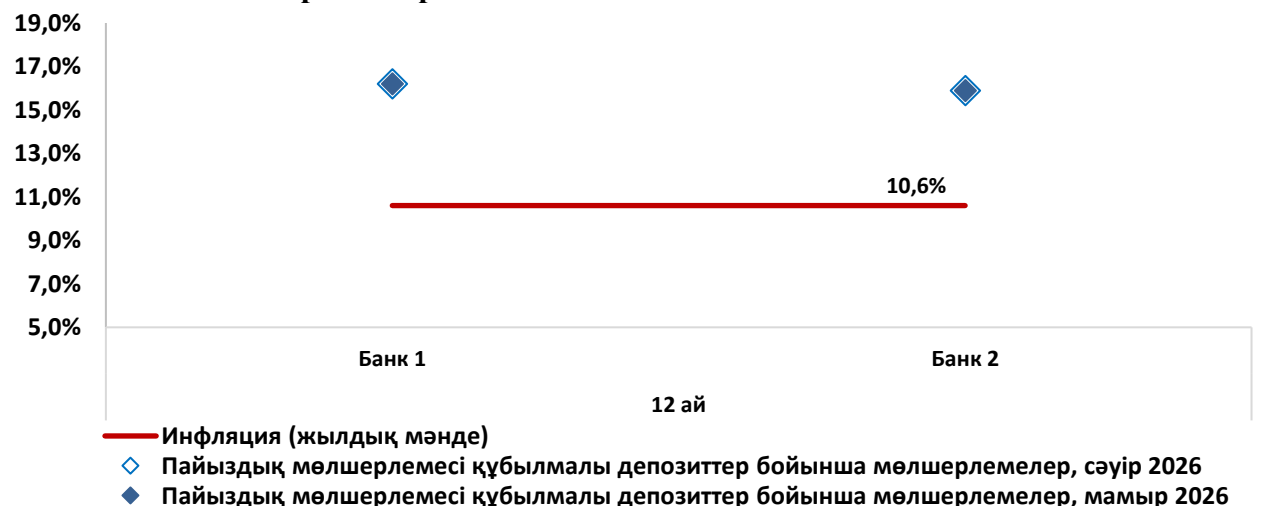 19,0%
17,0%
15,0%
13,0%
11,0%
9,0%
7,0%
5,0%
10,6%
Банк 1
Банк 2
12 ай
Инфляция (жылдық мәнде)
Пайыздық мөлшерлемесі құбылмалы депозиттер бойынша мөлшерлемелер, сәуір 2026
Пайыздық мөлшерлемесі құбылмалы депозиттер бойынша мөлшерлемелер, мамыр 2026